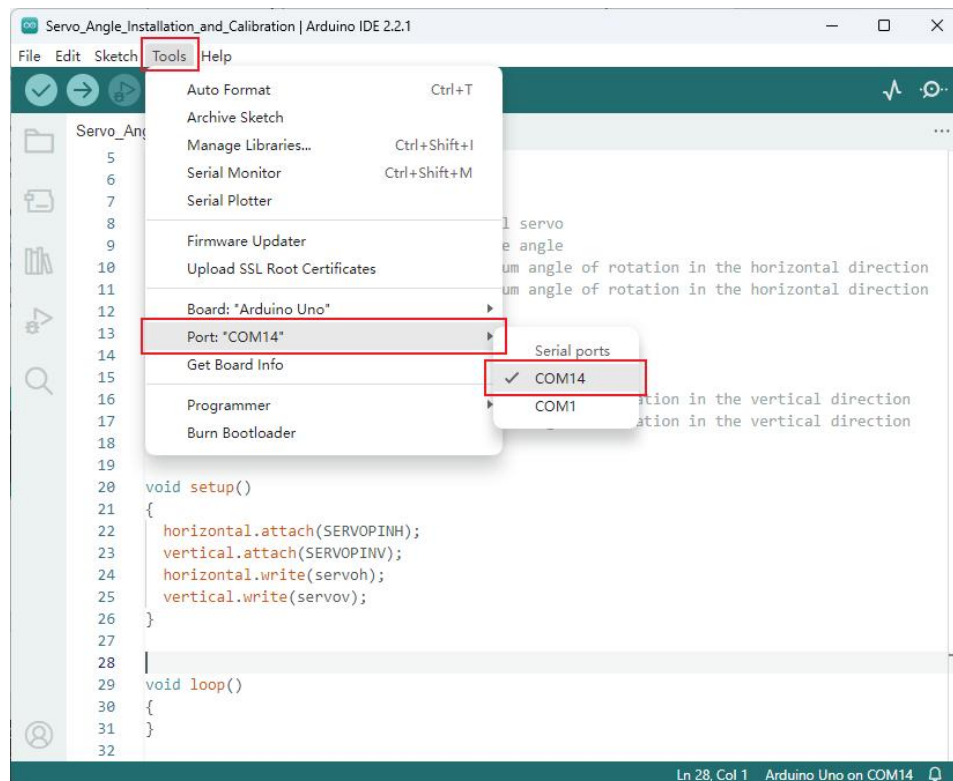 Servo_Angle_Installation_and_Calibration | Arduino IDE 2.2.1
File Edit Sketch Tools Help
Servo_Ang
Auto Format Ctrl+T
Archive Sketch
Manage Libraries... Ctrl+Shift+I
Serial Monitor Ctrl+Shift+M
Serial Plotter
Firmware Updater
Upload SSL Root Certificates
Board: "Arduino Uno"
Port: "COM14"
Get Board Info
Programmer
Burn Bootloader
Serial ports
COM14
COM1
5
6
7
8 l servo
9 e angle
10 um angle of rotation in the horizontal direction
11 um angle of rotation in the horizontal direction
12
13
14
15
16 ation in the vertical direction
17 ation in the vertical direction
18
19
20 void setup()
21 {
22 horizontal.attach(SERVOPINH);
23 vertical.attach(SERVOPINV);
24 horizontal.write(servoh);
25 vertical.write(servov);
26 }
27
28
29 void loop()
30 {
31 }
32
Ln 28, Col 1 Arduino Uno on COM14